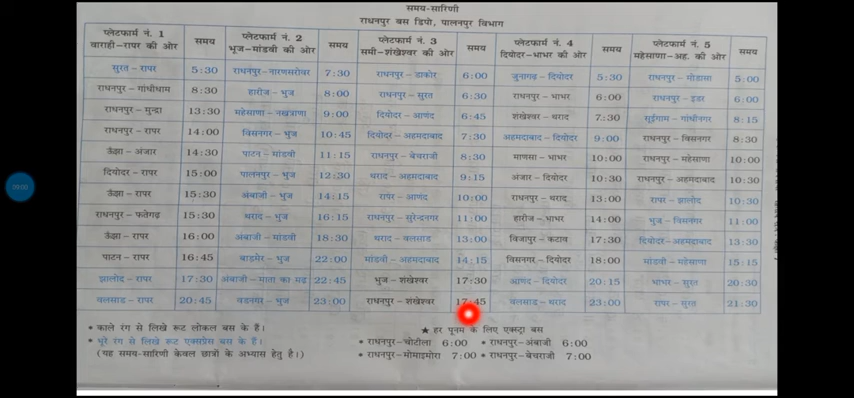 समय-सारिणी
राधनपुर बस डिपो, पालनपुर विभाग
प्लेटफार्म नं. 1 वाराही-रापर की ओर समय प्लेटफार्म नं. 2 भूज-मांडवी की ओर समय प्लेटफार्म नं. 3 समी-शंखेश्वर की ओर समय प्लेटफार्म नं. 4 दियोदर-भाभर की ओर समय प्लेटफार्म नं. 5 महेसाणा-अह. की ओर समय
सुरत-रापर 5:30 राधनपुर-नारणसरोवर 7:30 राधनपुर-डाकोर 6:00 जुनागढ़-दियोदर 5:30 राधनपुर-मोडासा 5:00
राधनपुर-गांधीधाम 8:30 हारीज-भुज 8:00 राधनपुर-सुरत 6:30 राधनपुर-भाभर 6:00 राधनपुर-इडर 6:00
राधनपुर-मुन्द्रा 13:30 महेसाणा-नखत्राणा 9:00 दियोदर-आणंद 6:45 शंखेश्वर-थराद 7:30 सूईगाम-गांधीनगर 8:15
राधनपुर-रापर 14:00 विसनगर-भुज 10:45 दियोदर-अहमदाबाद 7:30 अहमदाबाद-दियोदर 9:00 राधनपुर-विसनगर 8:30
ऊँझा-अंजार 14:30 पाटन-मांडवी 11:15 राधनपुर-बेचराजी 8:30 माणसा-भाभर 10:00 राधनपुर-महेसाणा 10:00
दियोदर-रापर 15:00 पालनपुर-भुज 12:30 थराद-अहमदाबाद 9:15 अंजार-दियोदर 10:30 राधनपुर-अहमदाबाद 10:30
ऊँझा-रापर 15:30 अंबाजी-भुज 14:15 रापर-आणंद 10:00 राधनपुर-थराद 13:00 रापर-झालोद 10:30
राधनपुर-फतेगढ़ 15:30 थराद-भुज 16:15 राधनपुर-सुरेन्द्रनगर 11:00 हारीज-भाभर 14:00 भुज-विसनगर 11:00
ऊँझा-रापर 16:00 अंबाजी-मांडवी 18:30 थराद-वलसाड 13:00 विजापुर-कटाव 17:30 दियोदर-अहमदाबाद 13:30
पाटन-रापर 16:45 बाडमेर-भुज 22:00 मांडवी-अहमदाबाद 14:15 विसनगर-दियोदर 18:00 मांडवी-महेसाणा 15:15
झालोद-रापर 17:30 अंबाजी-माता का मढ़ 22:45 भुज-शंखेश्वर 17:30 आणंद-दियोदर 20:15 भाभर-सुरत 20:30
वलसाड-रापर 20:45 वडनगर-भुज 23:00 राधनपुर-शंखेश्वर 17:45 वलसाड-थराद 23:00 रापर-सुरत 21:30
• काले रंग से लिखे रूट लोकल बस के हैं।
• भूरे रंग से लिखे रूट एक्सप्रेस बस के हैं।
(यह समय-सारिणी केवल छात्रों के अभ्यास हेतु है।)
★ हर पूनम के लिए एक्स्ट्रा बस
• राधनपुर-चोटीला 6:00 • राधनपुर-अंबाजी 6:00
• राधनपुर-मोमाइमोरा 7:00 • राधनपुर-बेचराजी 7:00